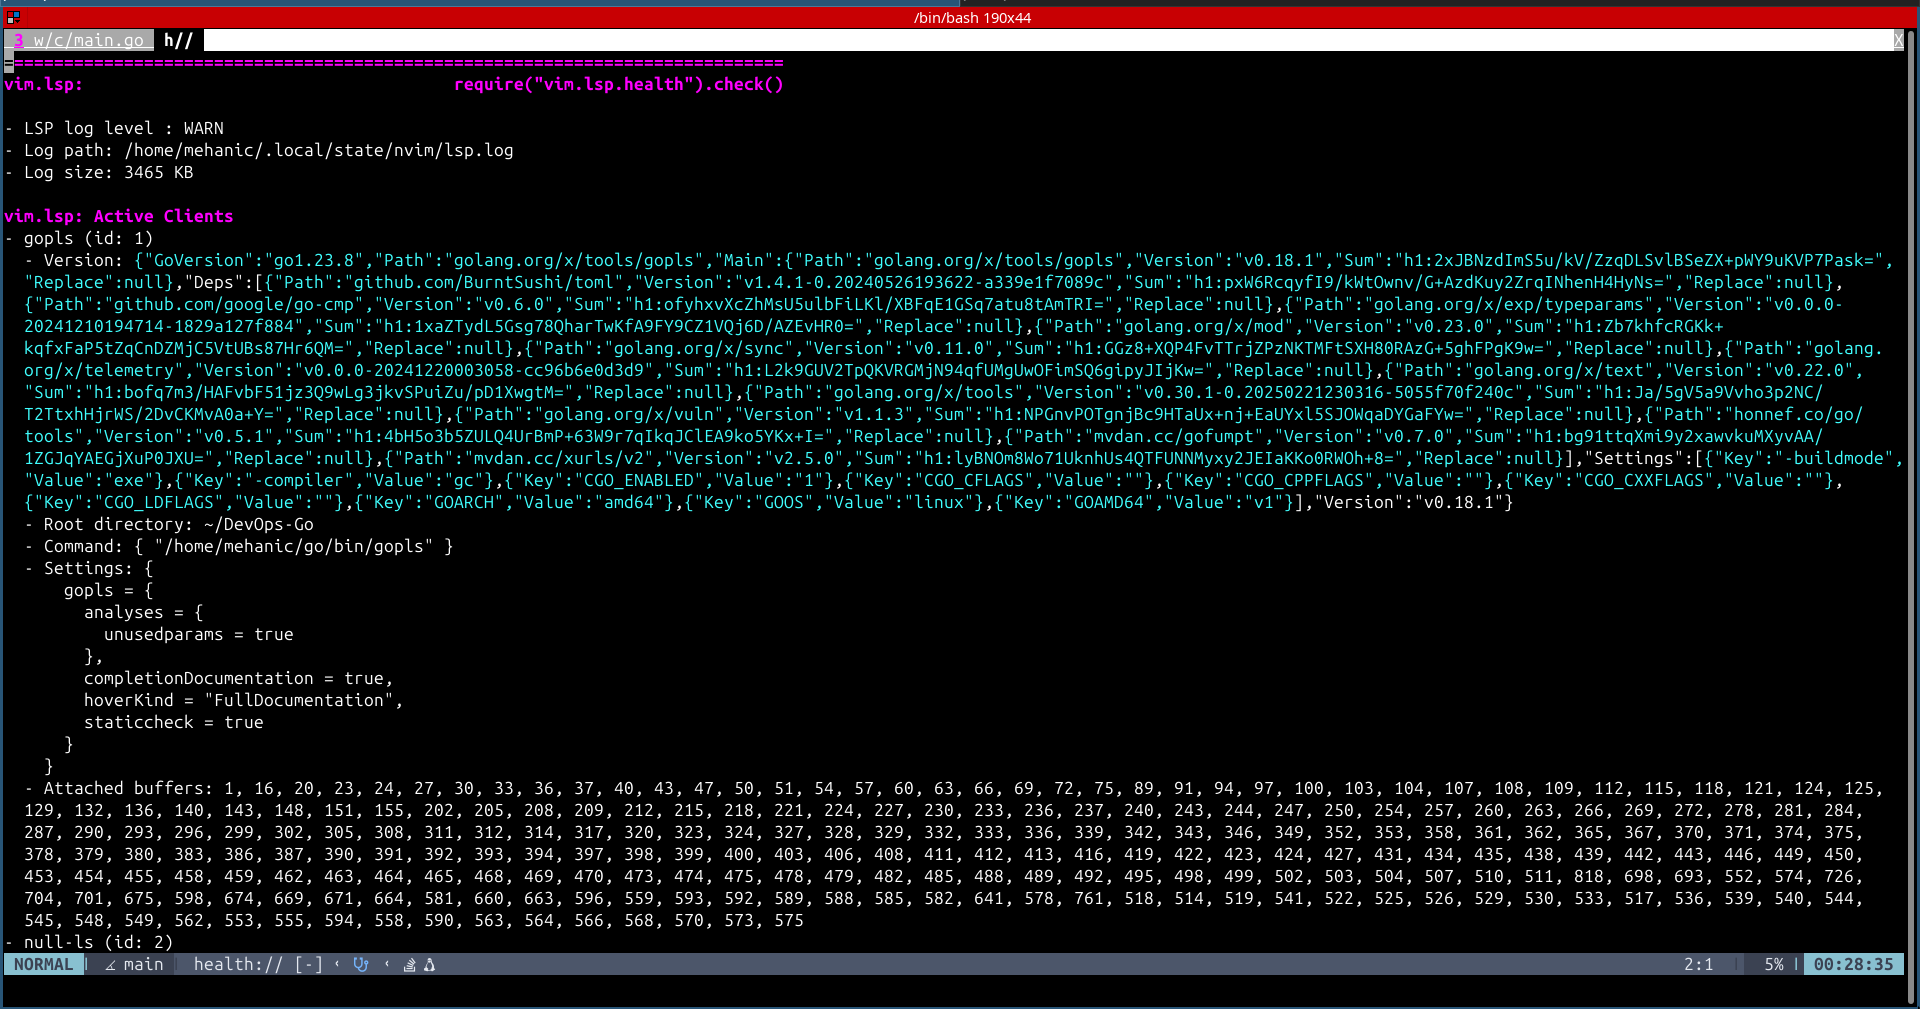 /bin/bash 190x44
3 w/c/main.go h// X
==============================================================================
vim.lsp: require("vim.lsp.health").check()
- LSP log level : WARN
- Log path: /home/mehanic/.local/state/nvim/lsp.log
- Log size: 3465 KB
vim.lsp: Active Clients
- gopls (id: 1)
- Version: {"GoVersion":"go1.23.8","Path":"golang.org/x/tools/gopls","Main":{"Path":"golang.org/x/tools/gopls","Version":"v0.18.1","Sum":"h1:2xJBNzdImS5u/kV/ZzqDLSvlBSeZX+pWY9uKVP7Pask=",
"Replace":null},"Deps":[{"Path":"github.com/BurntSushi/toml","Version":"v1.4.1-0.20240526193622-a339e1f7089c","Sum":"h1:pxW6RcqyfI9/kWtOwnv/G+AzdKuy2ZrqINhenH4HyNs=","Replace":null},
{"Path":"github.com/google/go-cmp","Version":"v0.6.0","Sum":"h1:ofyhxvXcZhMsU5ulbFiLKl/XBFqE1GSq7atu8tAmTRI=","Replace":null},{"Path":"golang.org/x/exp/typeparams","Version":"v0.0.0-
20241210194714-1829a127f884","Sum":"h1:1xaZTydL5Gsg78QharTwKfA9FY9CZ1VQj6D/AZEvHR0=","Replace":null},{"Path":"golang.org/x/mod","Version":"v0.23.0","Sum":"h1:Zb7khfcRGKk+
kqfxFaP5tZqCnDZMjC5VtUBs87Hr6QM=","Replace":null},{"Path":"golang.org/x/sync","Version":"v0.11.0","Sum":"h1:GGz8+XQP4FvTTrjZPzNKTMFtSXH80RAzG+5ghFPgK9w=","Replace":null},{"Path":"golang.
org/x/telemetry","Version":"v0.0.0-20241220003058-cc96b6e0d3d9","Sum":"h1:L2k9GUV2TpQKVRGMjN94qfUMgUwOFimSQ6gipyJIjKw=","Replace":null},{"Path":"golang.org/x/text","Version":"v0.22.0",
"Sum":"h1:bofq7m3/HAFvbF51jz3Q9wLg3jkvSPuiZu/pD1XwgtM=","Replace":null},{"Path":"golang.org/x/tools","Version":"v0.30.1-0.20250221230316-5055f70f240c","Sum":"h1:Ja/5gV5a9Vvho3p2NC/
T2TtxhHjrWS/2DvCKMvA0a+Y=","Replace":null},{"Path":"golang.org/x/vuln","Version":"v1.1.3","Sum":"h1:NPGnvPOTgnjBc9HTaUx+nj+EaUYxl5SJOWqaDYGaFYw=","Replace":null},{"Path":"honnef.co/go/
tools","Version":"v0.5.1","Sum":"h1:4bH5o3b5ZULQ4UrBmP+63W9r7qIkqJClEA9ko5YKx+I=","Replace":null},{"Path":"mvdan.cc/gofumpt","Version":"v0.7.0","Sum":"h1:bg91ttqXmi9y2xawvkuMXyvAA/
1ZGJqYAEGjXuP0JXU=","Replace":null},{"Path":"mvdan.cc/xurls/v2","Version":"v2.5.0","Sum":"h1:lyBNOm8Wo71UknhUs4QTFUNNMyxy2JEIaKKo0RWOh+8=","Replace":null}],"Settings":[{"Key":"-buildmode",
"Value":"exe"},{"Key":"-compiler","Value":"gc"},{"Key":"CGO_ENABLED","Value":"1"},{"Key":"CGO_CFLAGS","Value":""},{"Key":"CGO_CPPFLAGS","Value":""},{"Key":"CGO_CXXFLAGS","Value":""},
{"Key":"CGO_LDFLAGS","Value":""},{"Key":"GOARCH","Value":"amd64"},{"Key":"GOOS","Value":"linux"},{"Key":"GOAMD64","Value":"v1"}],"Version":"v0.18.1"}
- Root directory: ~/DevOps-Go
- Command: { "/home/mehanic/go/bin/gopls" }
- Settings: {
gopls = {
analyses = {
unusedparams = true
},
completionDocumentation = true,
hoverKind = "FullDocumentation",
staticcheck = true
}
}
- Attached buffers: 1, 16, 20, 23, 24, 27, 30, 33, 36, 37, 40, 43, 47, 50, 51, 54, 57, 60, 63, 66, 69, 72, 75, 89, 91, 94, 97, 100, 103, 104, 107, 108, 109, 112, 115, 118, 121, 124, 125,
129, 132, 136, 140, 143, 148, 151, 155, 202, 205, 208, 209, 212, 215, 218, 221, 224, 227, 230, 233, 236, 237, 240, 243, 244, 247, 250, 254, 257, 260, 263, 266, 269, 272, 278, 281, 284,
287, 290, 293, 296, 299, 302, 305, 308, 311, 312, 314, 317, 320, 323, 324, 327, 328, 329, 332, 333, 336, 339, 342, 343, 346, 349, 352, 353, 358, 361, 362, 365, 367, 370, 371, 374, 375,
378, 379, 380, 383, 386, 387, 390, 391, 392, 393, 394, 397, 398, 399, 400, 403, 406, 408, 411, 412, 413, 416, 419, 422, 423, 424, 427, 431, 434, 435, 438, 439, 442, 443, 446, 449, 450,
453, 454, 455, 458, 459, 462, 463, 464, 465, 468, 469, 470, 473, 474, 475, 478, 479, 482, 485, 488, 489, 492, 495, 498, 499, 502, 503, 504, 507, 510, 511, 818, 698, 693, 552, 574, 726,
704, 701, 675, 598, 674, 669, 671, 664, 581, 660, 663, 596, 559, 593, 592, 589, 588, 585, 582, 641, 578, 761, 518, 514, 519, 541, 522, 525, 526, 529, 530, 533, 517, 536, 539, 540, 544,
545, 548, 549, 562, 553, 555, 594, 558, 590, 563, 564, 566, 568, 570, 573, 575
- null-ls (id: 2)
NORMAL main health:// [-] 2:1 5% 00:28:35